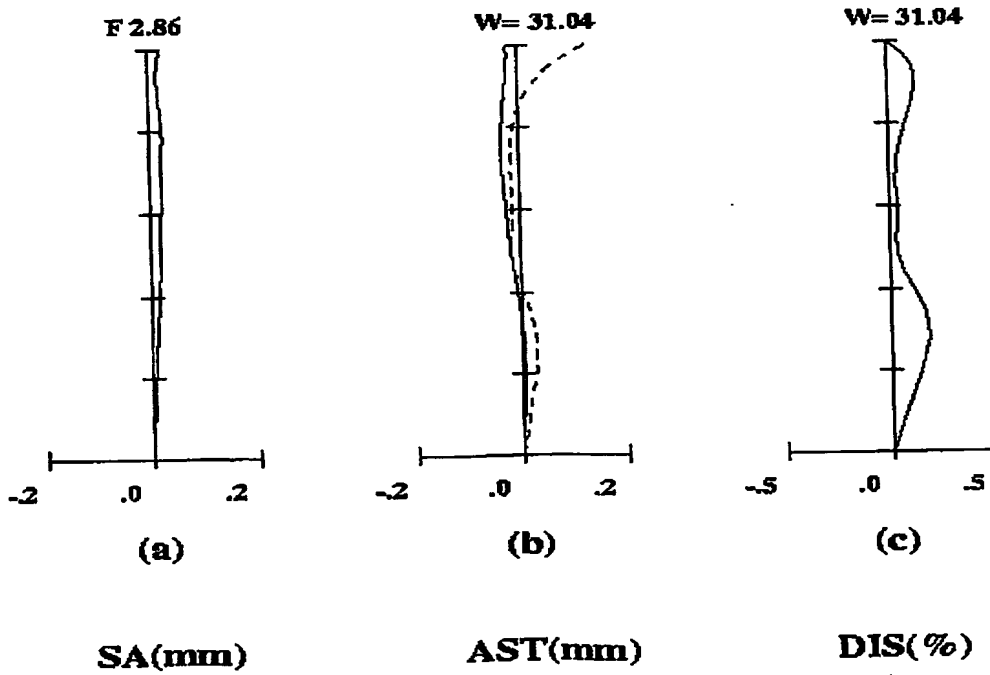 F 2.86 W= 31.04 W= 31.04
-.2 .0 .2 -.2 .0 .2 -.5 .0 .5
(a) (b) (c)
SA(mm) AST(mm) DIS(%)